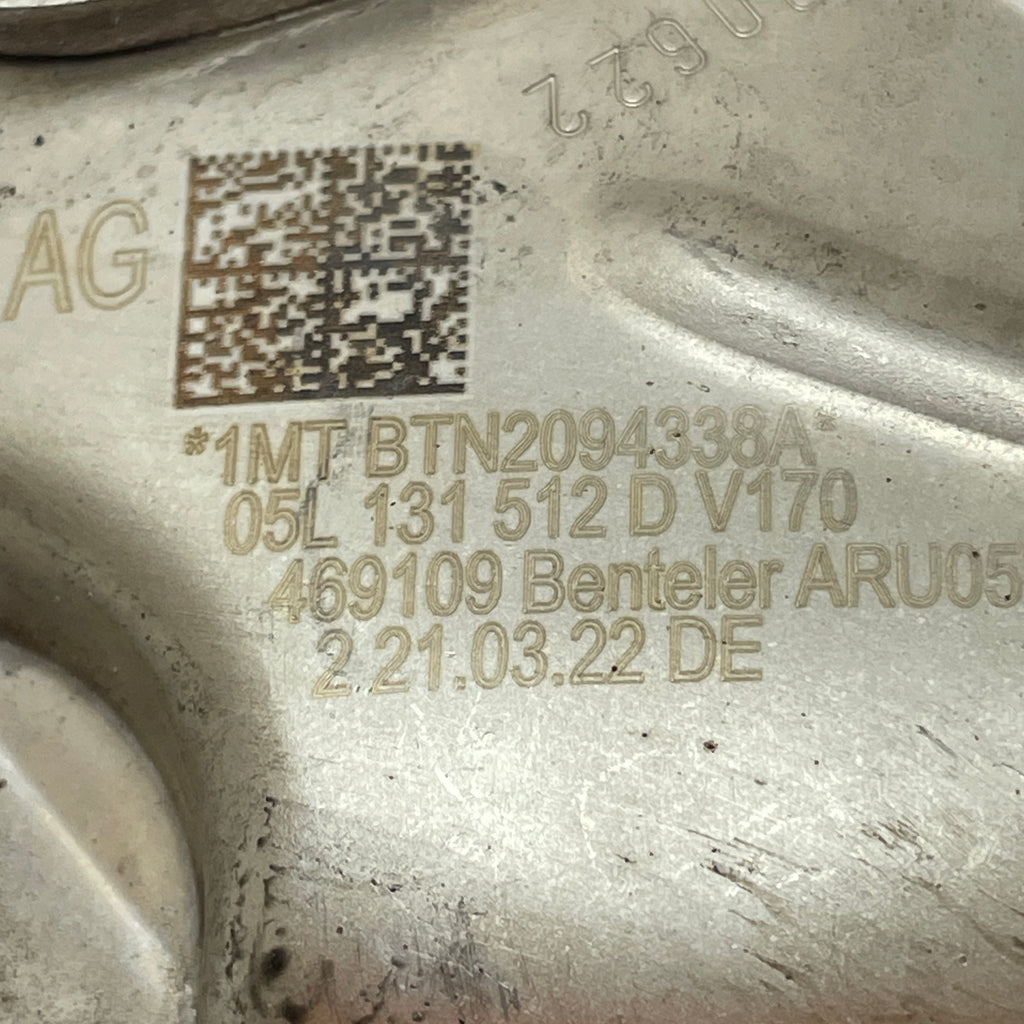 AG
*1MT BTN2094338A*
05L 131 512 D V170
469109 Benteler ARU05
2 21.03.22 DE